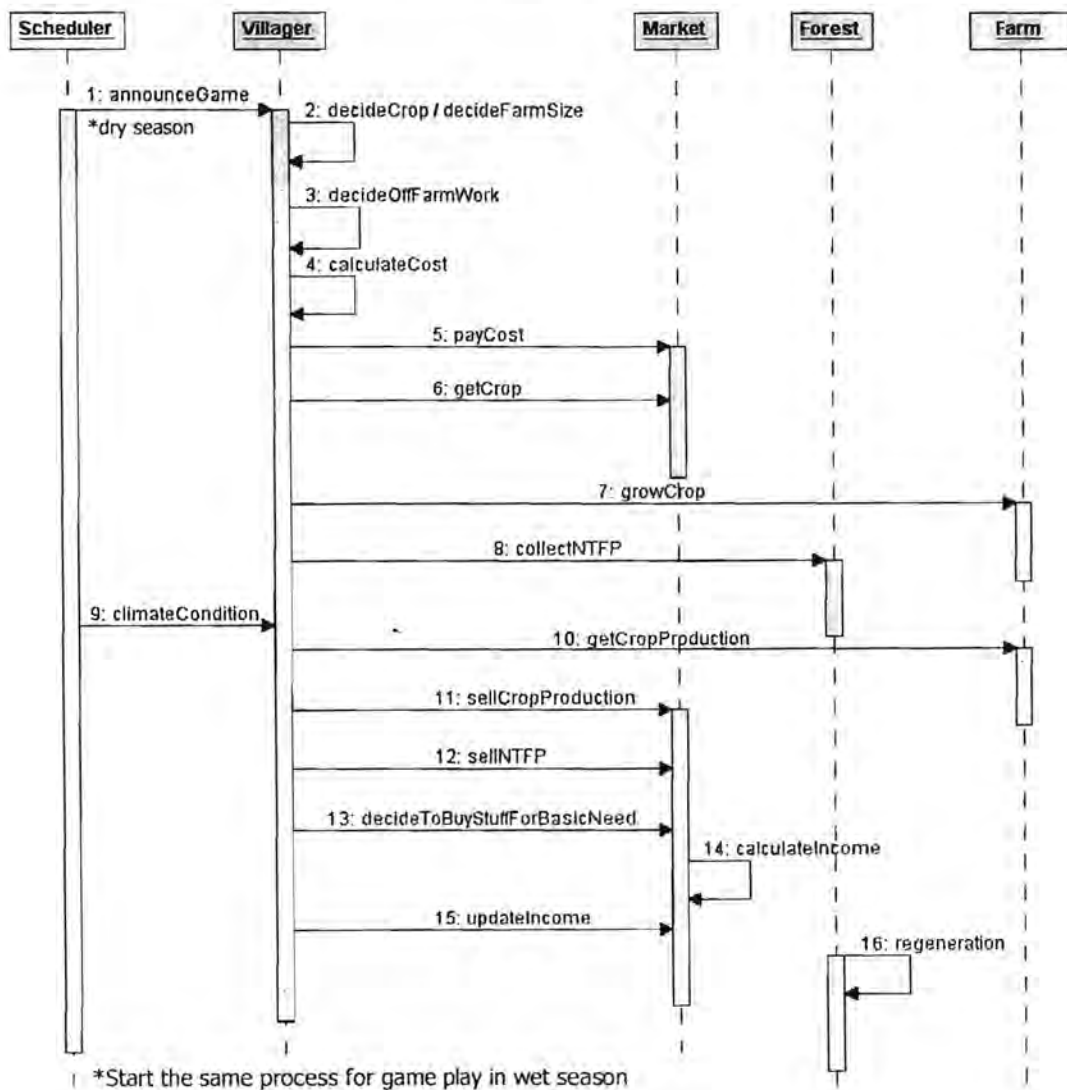 Scheduler Villager Market Forest Farm
1: announceGame
*dry season
2: decideCrop / decideFarmSize
3: decideOffFarmWork
4: calculateCost
5: payCost
6: getCrop
7: growCrop
8: collectNTFP
9: climateCondition
10: getCropProduction
11: sellCropProduction
12: sellNTFP
13: decideToBuyStuffForBasicNeed
14: calculateIncome
15: updateIncome
16: regeneration
*Start the same process for game play in wet season